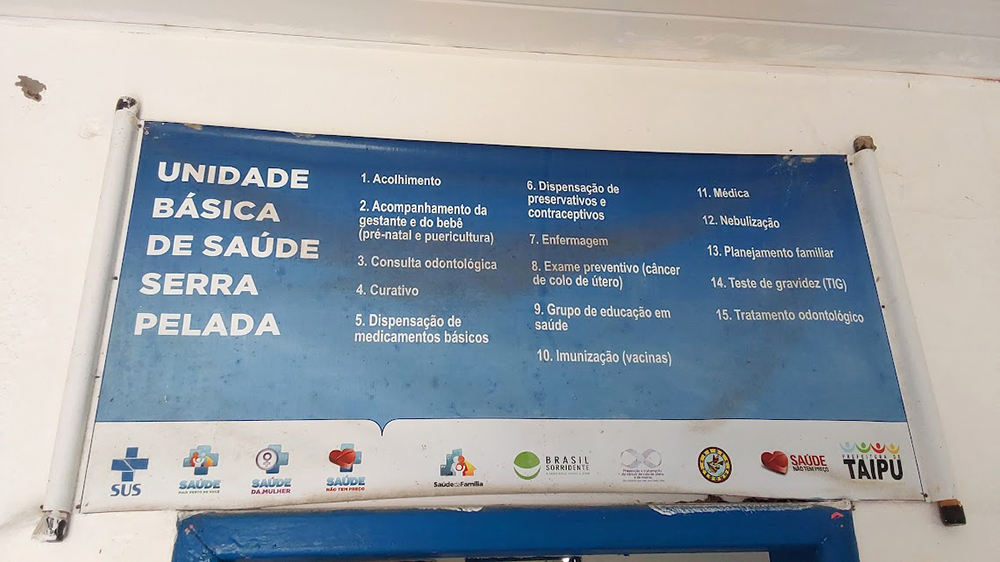 UNIDADE
BÁSICA
DE SAÚDE
SERRA
PELADA
1. Acolhimento
2. Acompanhamento da
gestante e do bebê
(pré-natal e puericultura)
3. Consulta odontológica
4. Curativo
5. Dispensação de
medicamentos básicos
6. Dispensação de
preservativos e
contraceptivos
7. Enfermagem
8. Exame preventivo (câncer
de colo de útero)
9. Grupo de educação em
saúde
10. Imunização (vacinas)
11. Médica
12. Nebulização
13. Planejamento familiar
14. Teste de gravidez (TIG)
15. Tratamento odontológico
SUS
SAÚDE
MAIS PERTO DE VOCÊ
SAÚDE
DA MULHER
SAÚDE
NÃO TEM PREÇO
Saúde da Família
BRASIL
SORRIDENTE
SAÚDE
NÃO TEM PREÇO
PREFEITURA DE
TAIPU